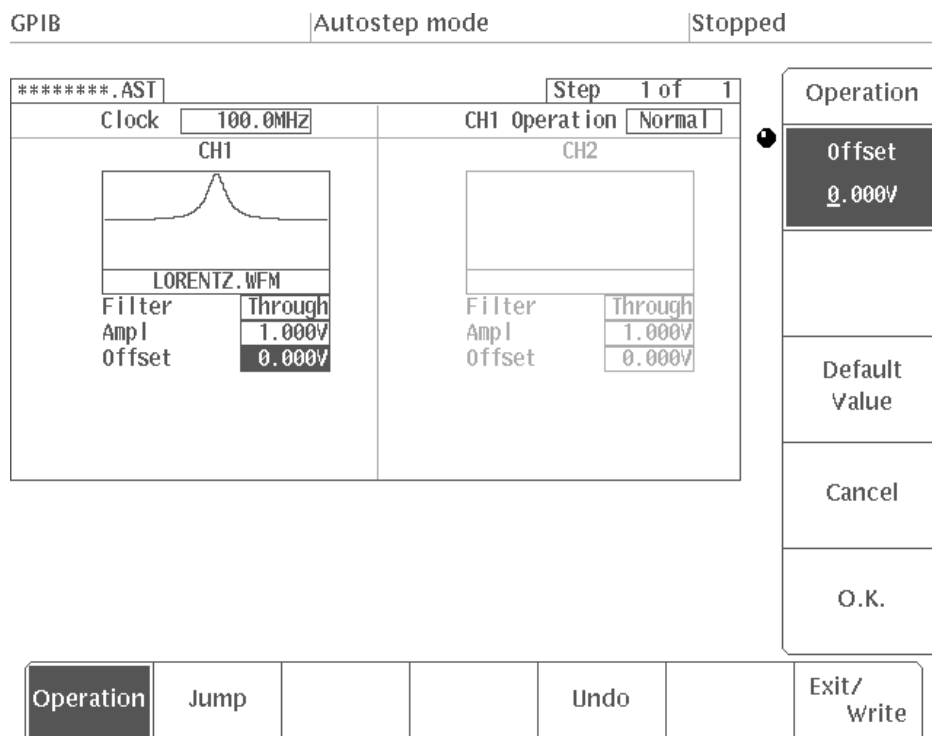 GPIB Autostep mode Stopped
********.AST Step 1 of 1
Clock 100.0MHz CH1 Operation Normal
CH1 CH2
LORENTZ.WFM
Filter Through Filter Through
Ampl 1.000V Ampl 1.000V
Offset 0.000V Offset 0.000V
Operation
Offset
0.000V
Default
Value
Cancel
O.K.
Operation Jump Undo Exit/
Write